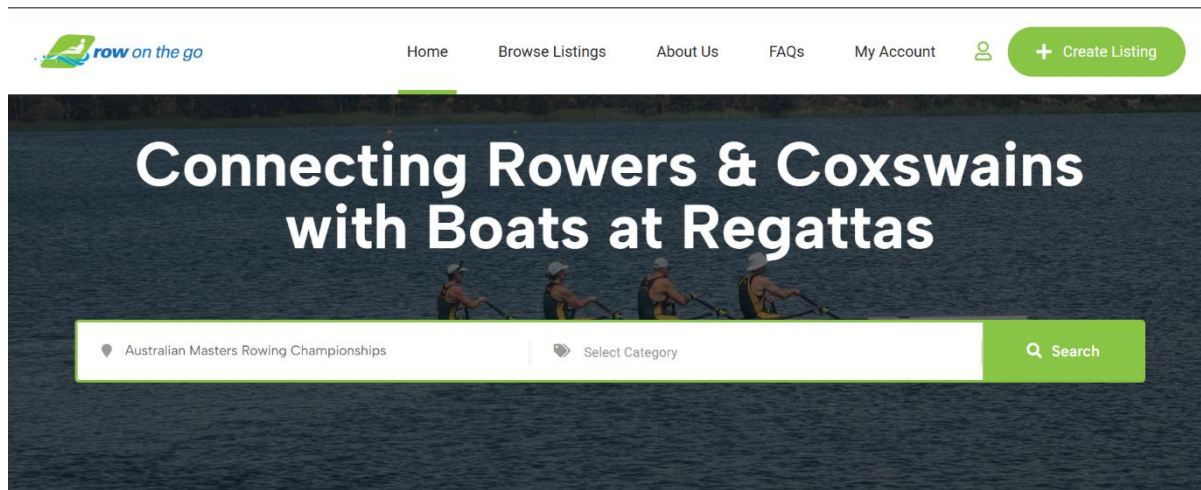 row on the go
Home
Browse Listings
About Us
FAQs
My Account
Create Listing
Connecting Rowers & Coxswains
with Boats at Regattas
Australian Masters Rowing Championships
Select Category
Search